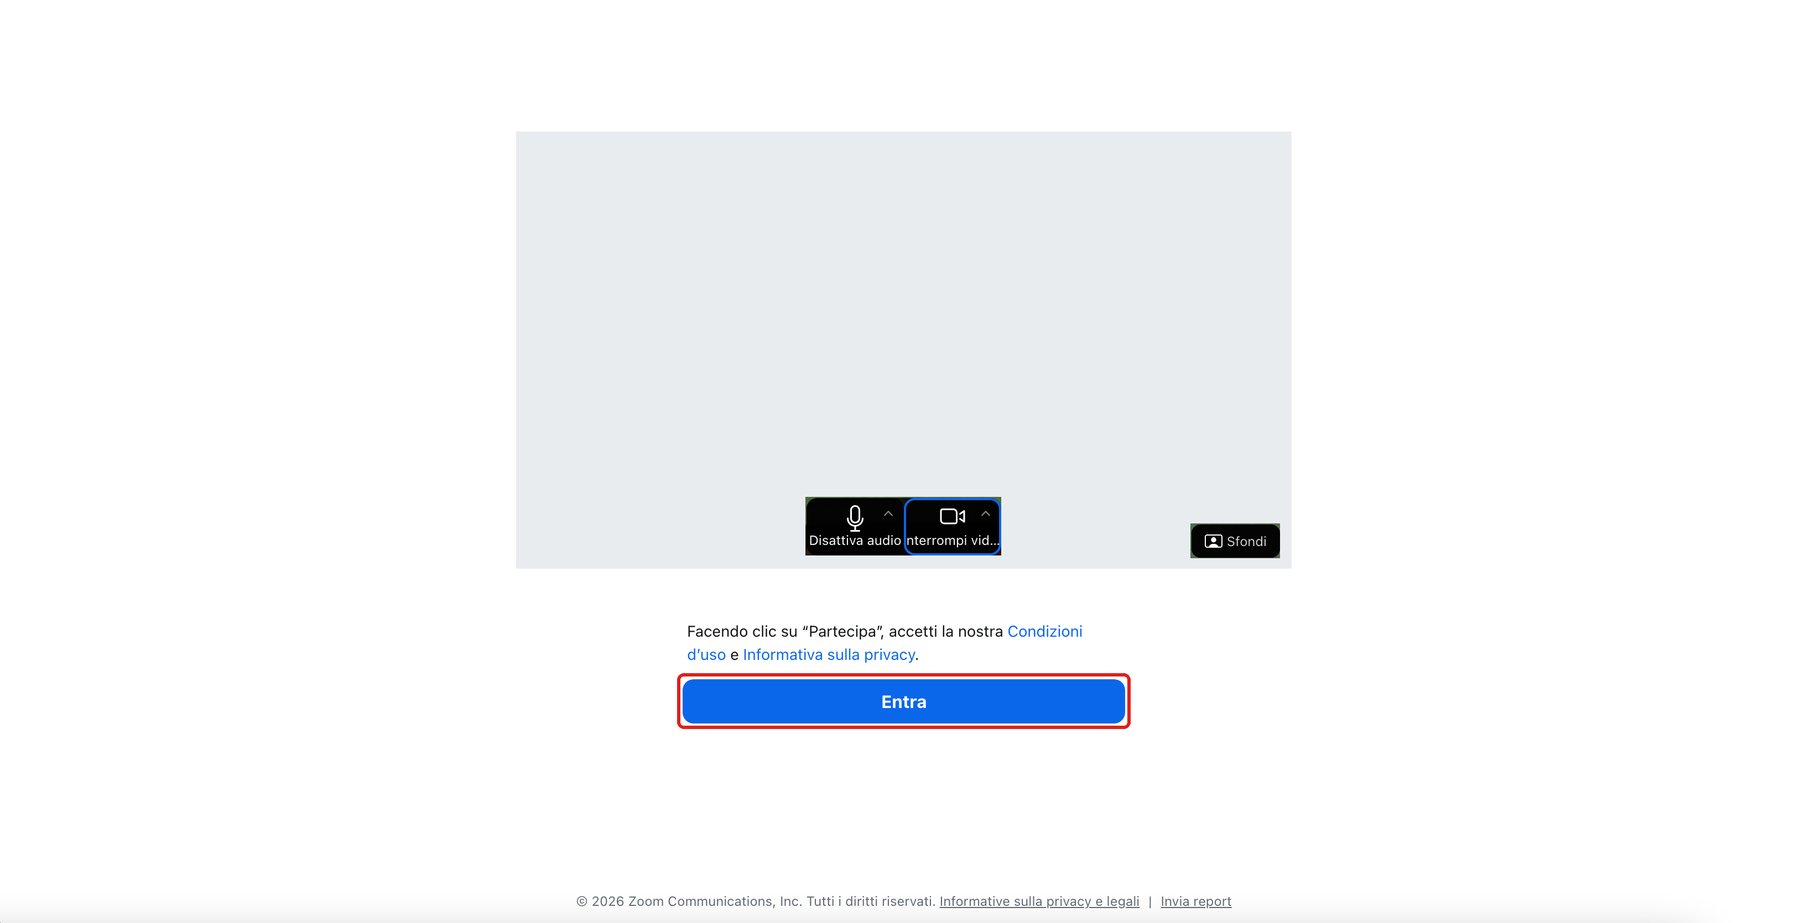 Disattiva audio
nterrompi vid...
Sfondi
Facendo clic su “Partecipa”, accetti la nostra Condizioni
d’uso e Informativa sulla privacy.
Entra
© 2026 Zoom Communications, Inc. Tutti i diritti riservati. Informative sulla privacy e legali | Invia report